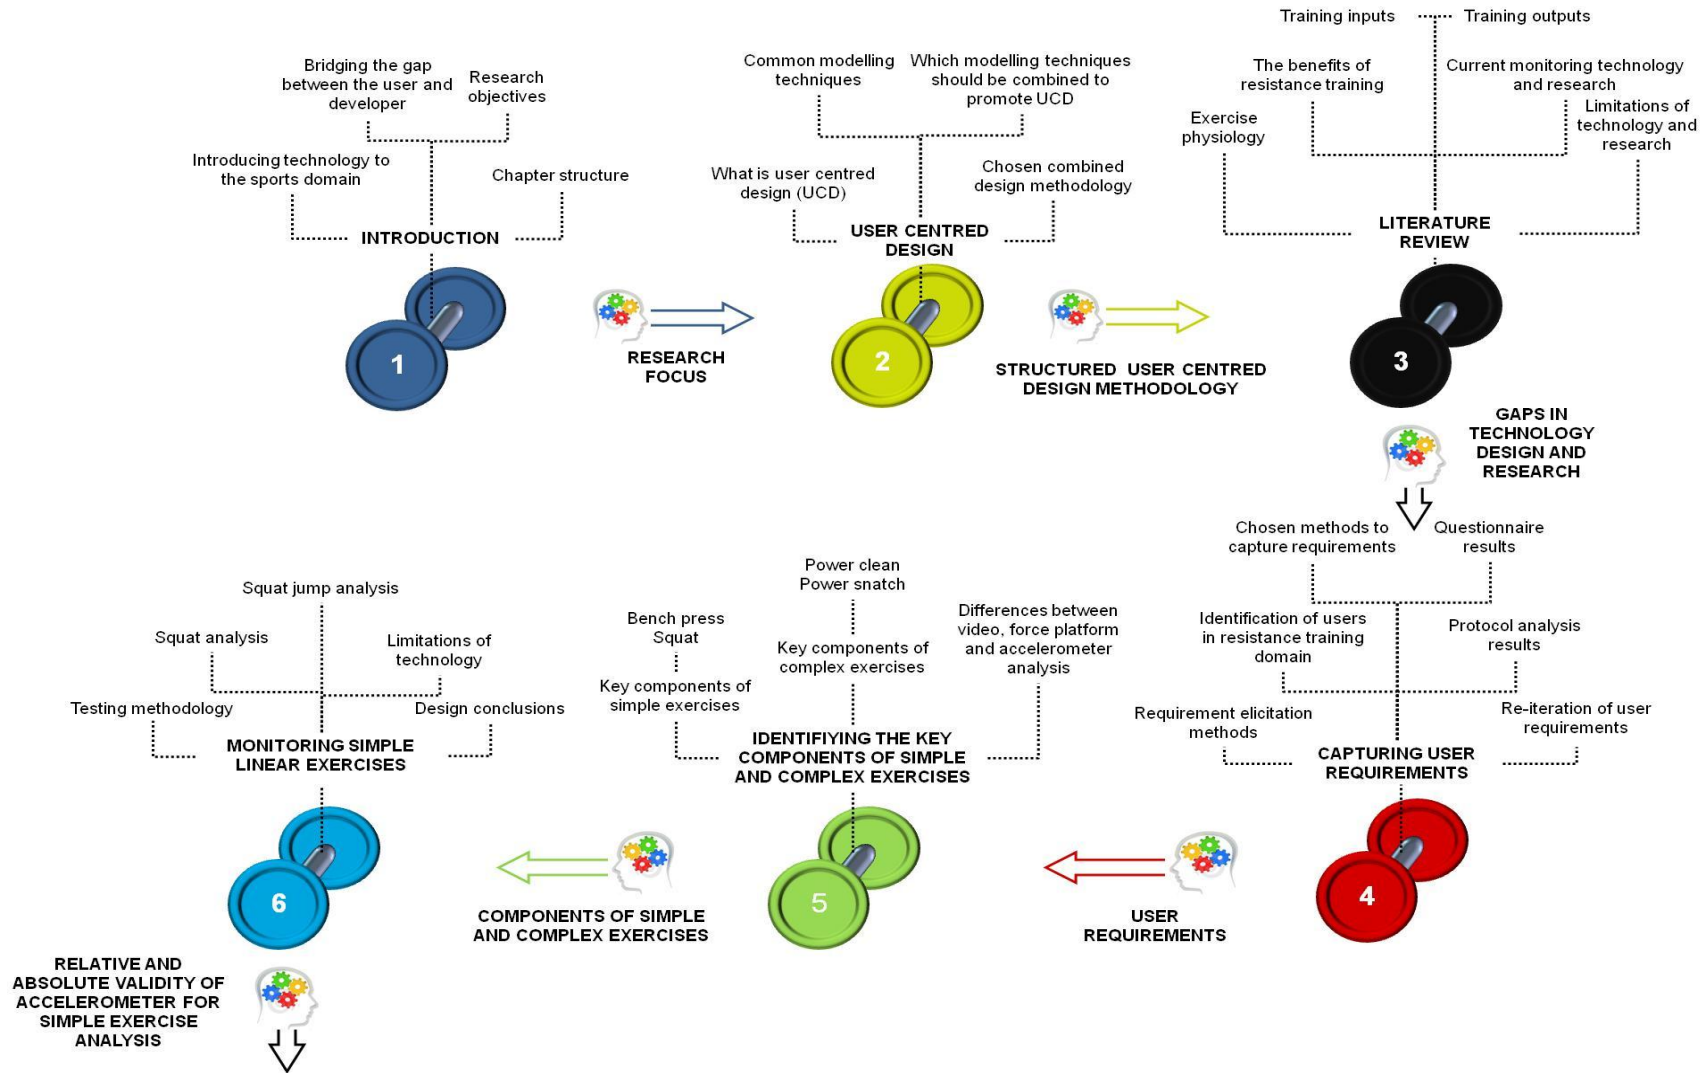 Bridging the gap
between the user and
developer
Research
objectives
Introducing technology to
the sports domain
Chapter structure
INTRODUCTION
1
RESEARCH
FOCUS
Common modelling
techniques
Which modelling techniques
should be combined to
promote UCD
What is user centred
design (UCD)
Chosen combined
design methodology
USER CENTRED
DESIGN
2
STRUCTURED USER CENTRED
DESIGN METHODOLOGY
Training inputs
Training outputs
The benefits of
resistance training
Current monitoring technology
and research
Exercise
physiology
Limitations of
technology and
research
LITERATURE
REVIEW
3
GAPS IN
TECHNOLOGY
DESIGN AND
RESEARCH
Chosen methods to
capture requirements
Questionnaire
results
Identification of users
in resistance training
domain
Protocol analysis
results
Requirement elicitation
methods
Re-iteration of user
requirements
CAPTURING USER
REQUIREMENTS
4
USER
REQUIREMENTS
Power clean
Power snatch
Bench press
Squat
Key components of
complex exercises
Differences between
video, force platform
and accelerometer
analysis
Key components of
simple exercises
IDENTIFIYING THE KEY
COMPONENTS OF SIMPLE
AND COMPLEX EXERCISES
5
COMPONENTS OF SIMPLE
AND COMPLEX EXERCISES
Squat jump analysis
Squat analysis
Limitations of
technology
Testing methodology
Design conclusions
MONITORING SIMPLE
LINEAR EXERCISES
6
RELATIVE AND
ABSOLUTE VALIDITY OF
ACCELEROMETER FOR
SIMPLE EXERCISE
ANALYSIS